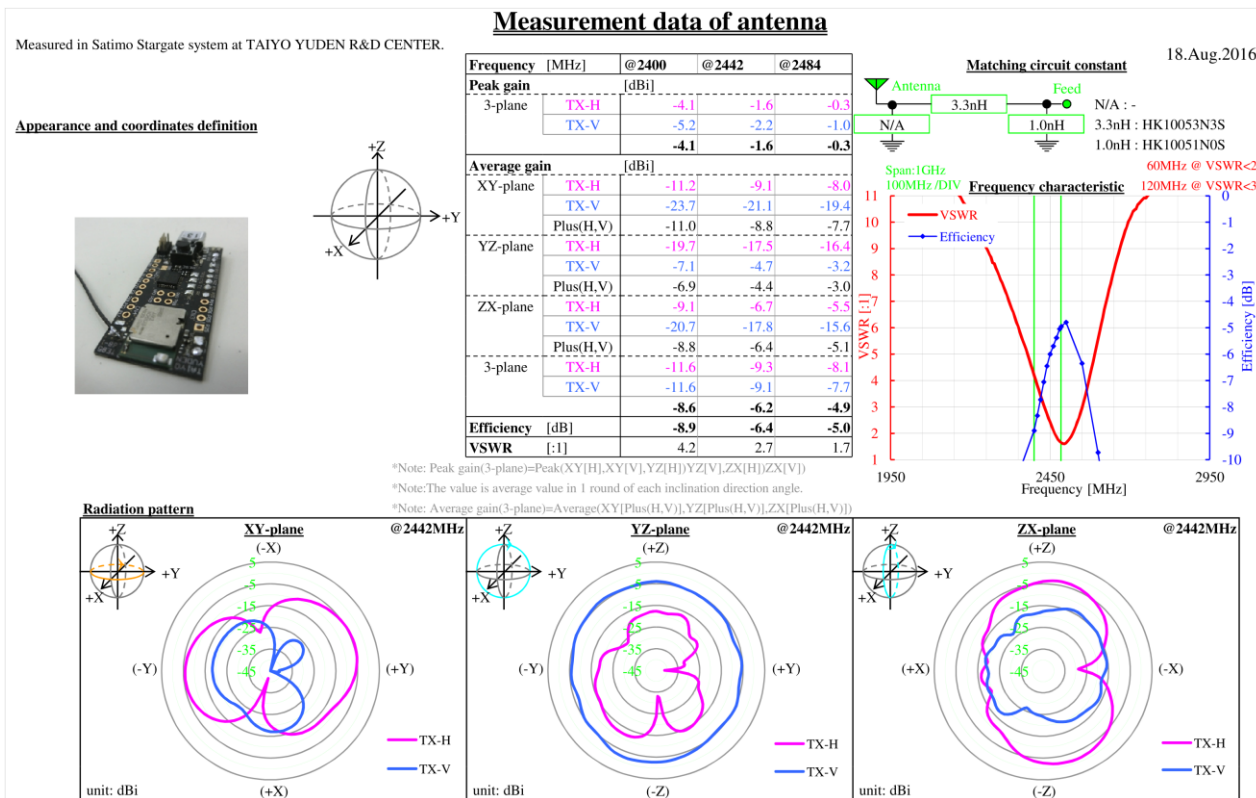 Measurement data of antenna
Measured in Satimo Stargate system at TAIYO YUDEN R&D CENTER.
18.Aug.2016
Appearance and coordinates definition
+Z
+Y
+X
Frequency [MHz] @2400 @2442 @2484
Peak gain [dBi]
3-plane TX-H -4.1 -1.6 -0.3
TX-V -5.2 -2.2 -1.0
-4.1 -1.6 -0.3
Average gain [dBi]
XY-plane TX-H -11.2 -9.1 -8.0
TX-V -23.7 -21.1 -19.4
Plus(H,V) -11.0 -8.8 -7.7
YZ-plane TX-H -19.7 -17.5 -16.4
TX-V -7.1 -4.7 -3.2
Plus(H,V) -6.9 -4.4 -3.0
ZX-plane TX-H -9.1 -6.7 -5.5
TX-V -20.7 -17.8 -15.6
Plus(H,V) -8.8 -6.4 -5.1
3-plane TX-H -11.6 -9.3 -8.1
TX-V -11.6 -9.1 -7.7
-8.6 -6.2 -4.9
Efficiency [dB] -8.9 -6.4 -5.0
VSWR [:1] 4.2 2.7 1.7
*Note: Peak gain(3-plane)=Peak(XY[H],XY[V],YZ[H])YZ[V],ZX[H])ZX[V])
*Note:The value is average value in 1 round of each inclination direction angle.
*Note: Average gain(3-plane)=Average(XY[Plus(H,V)],YZ[Plus(H,V)],ZX[Plus(H,V)])
Matching circuit constant
Antenna
Feed
3.3nH
N/A
1.0nH
N/A : -
3.3nH : HK10053N3S
1.0nH : HK10051N0S
Span:1GHz
100MHz /DIV
Frequency characteristic
60MHz @ VSWR<2
120MHz @ VSWR<3
VSWR
Efficiency
VSWR [:1]
11
10
9
8
7
6
5
4
3
2
1
0
-1
-2
-3
-4
-5
-6
-7
-8
-9
-10
Efficiency [dB]
1950 2450 2950
Frequency [MHz]
Radiation pattern
XY-plane
@2442MHz
+Z
+Y
+X
(-X)
(-Y)
(+Y)
(+X)
5
-5
-15
-25
-35
-45
TX-H
TX-V
unit: dBi
YZ-plane
@2442MHz
+Z
+Y
+X
(+Z)
(-Y)
(+Y)
(-Z)
5
-5
-15
-25
-35
-45
TX-H
TX-V
unit: dBi
ZX-plane
@2442MHz
+Z
+Y
+X
(+Z)
(+X)
(-X)
(-Z)
5
-5
-15
-25
-35
-45
TX-H
TX-V
unit: dBi